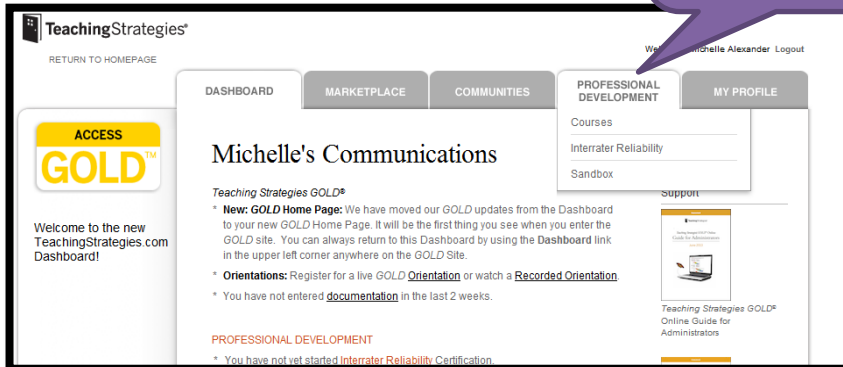 TeachingStrategies®
RETURN TO HOMEPAGE
Michelle Alexander Logout
DASHBOARD
MARKETPLACE
COMMUNITIES
PROFESSIONAL
DEVELOPMENT
MY PROFILE
Courses
Interrater Reliability
Sandbox
ACCESS
GOLD™
Welcome to the new
TeachingStrategies.com
Dashboard!
Michelle's Communications
Teaching Strategies GOLD®
* New: GOLD Home Page: We have moved our GOLD updates from the Dashboard
to your new GOLD Home Page. It will be the first thing you see when you enter the
GOLD site. You can always return to this Dashboard by using the Dashboard link
in the upper left corner anywhere on the GOLD Site.
* Orientations: Register for a live GOLD Orientation or watch a Recorded Orientation.
* You have not entered documentation in the last 2 weeks.
PROFESSIONAL DEVELOPMENT
* You have not yet started Interrater Reliability Certification.
Support
Guide for Administrators
Teaching Strategies GOLD®
Online Guide for
Administrators